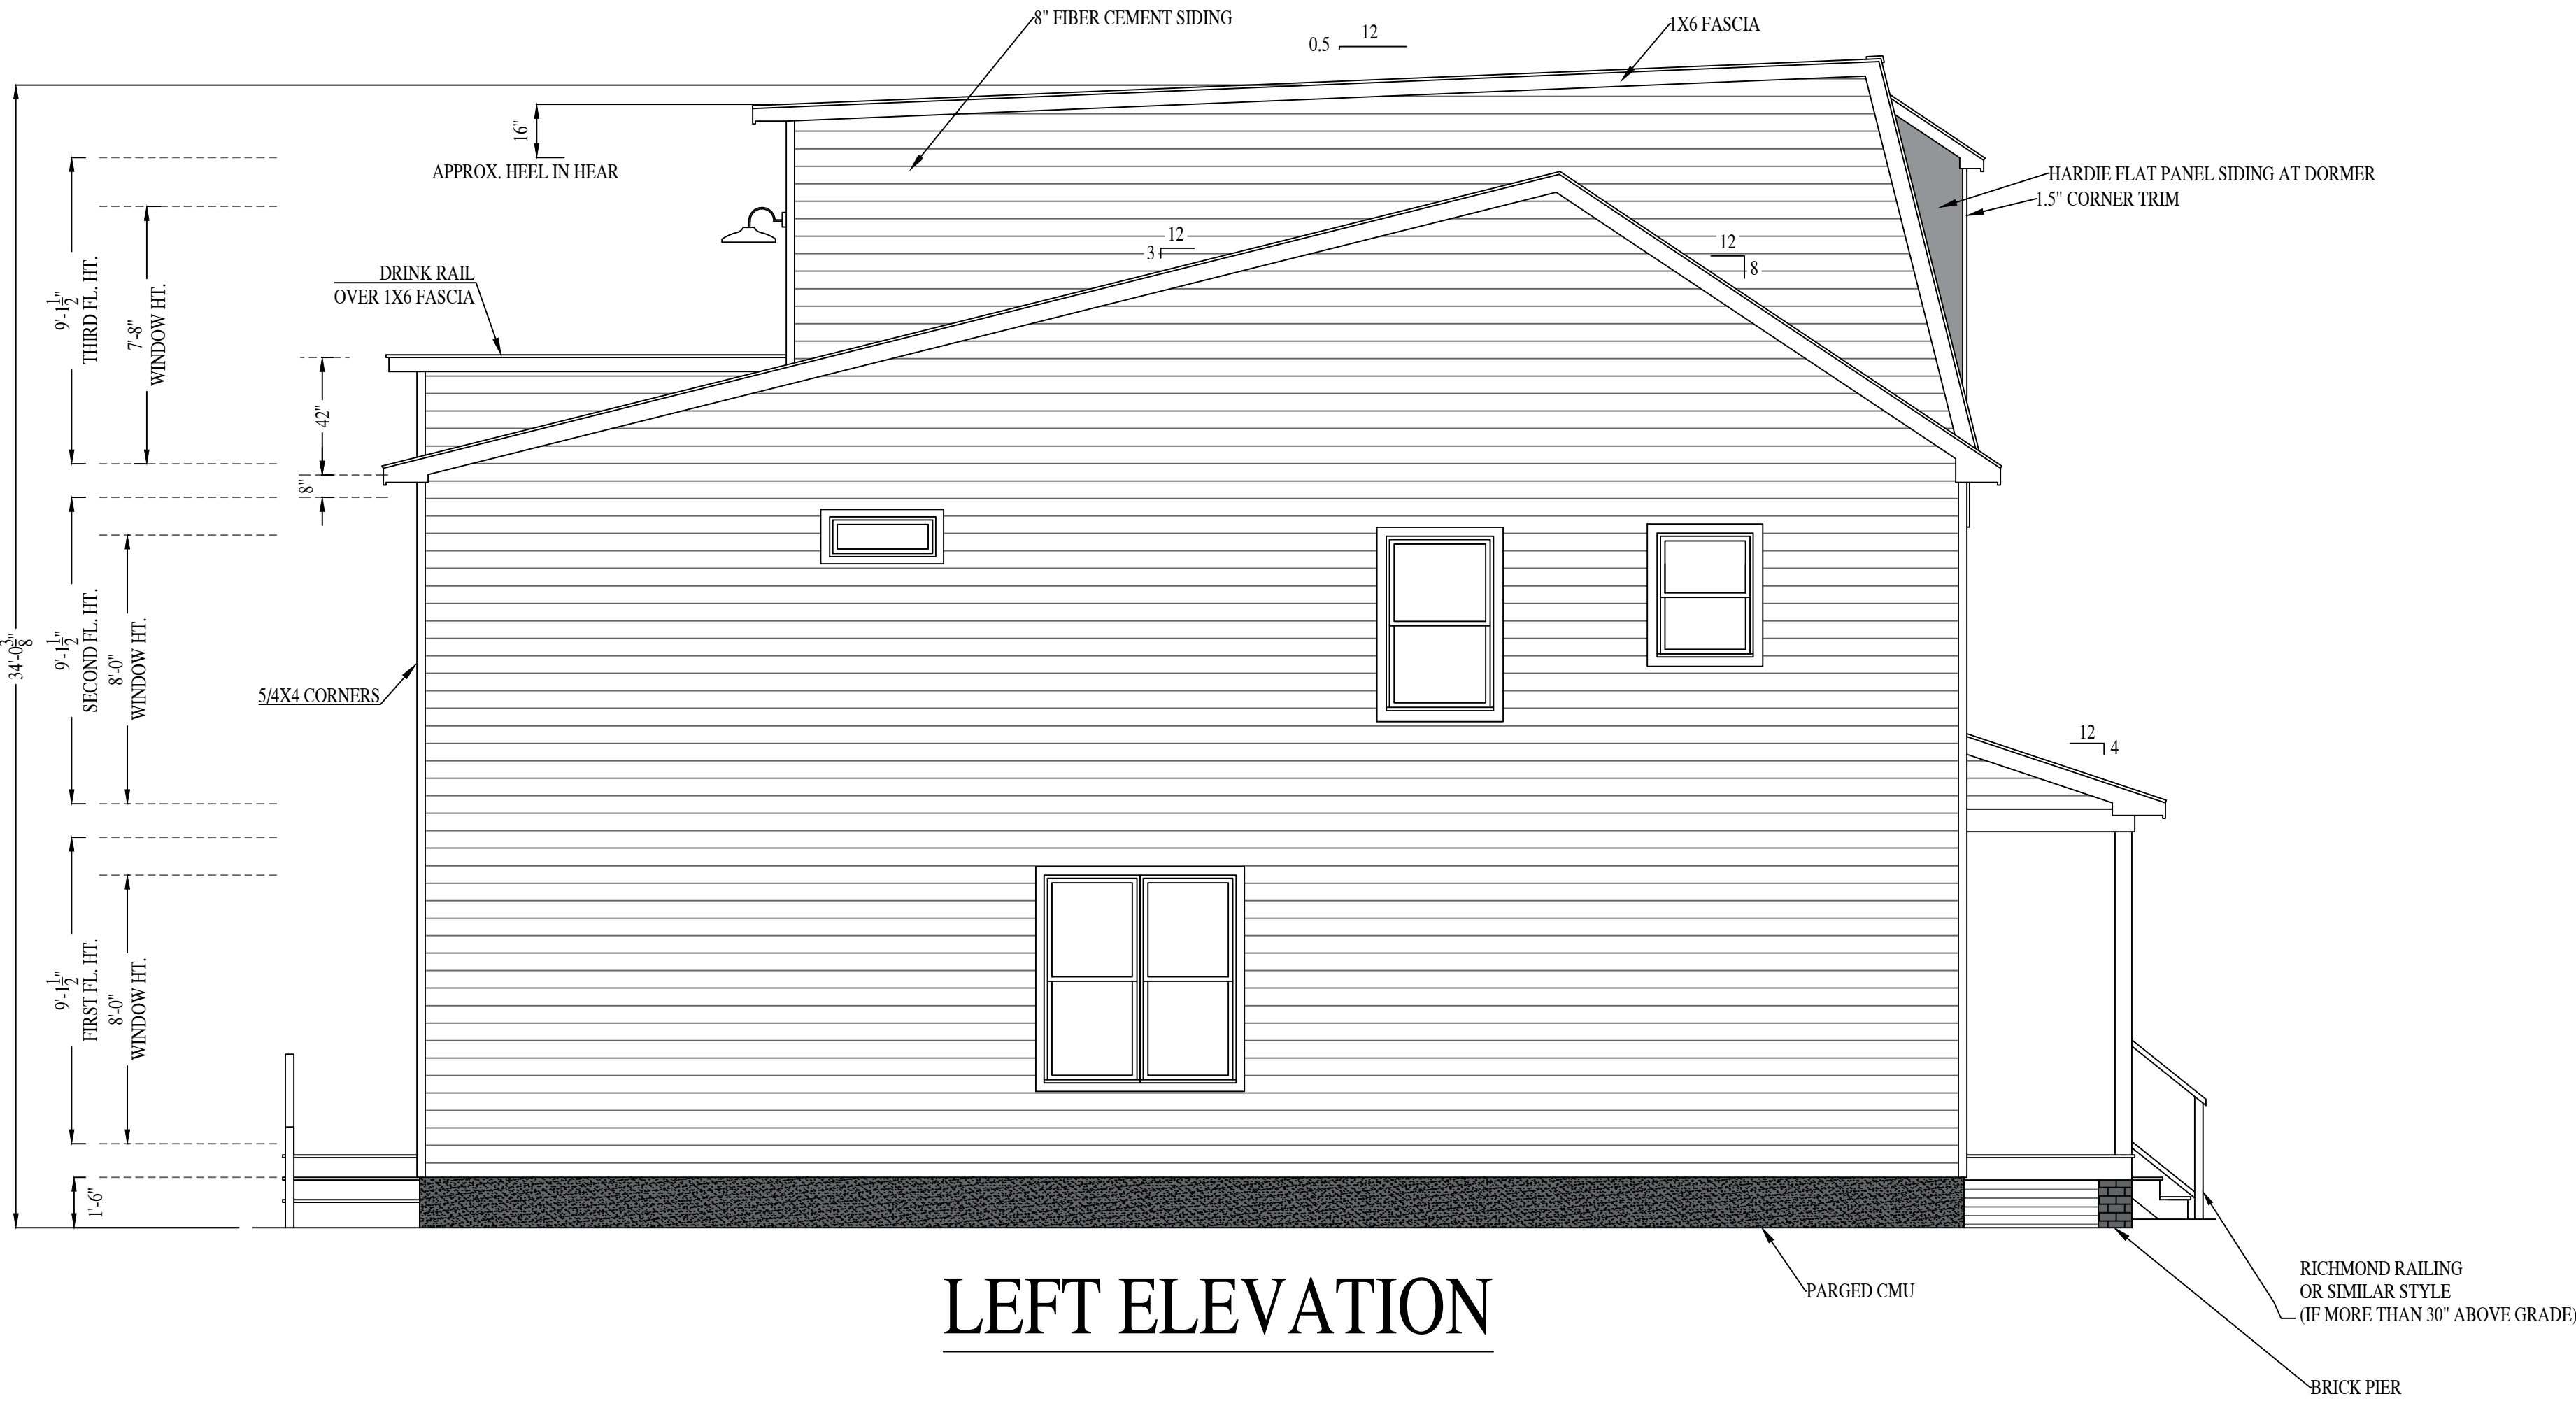 8" FIBER CEMENT SIDING
12
0.5
1X6 FASCIA
16"
APPROX. HEEL IN HEAR
HARDIE FLAT PANEL SIDING AT DORMER
1.5" CORNER TRIM
12
3
12
8
DRINK RAIL
OVER 1X6 FASCIA
9'-1 1/2"
THIRD FL. HT.
7'-8"
WINDOW HT.
42"
8"
34'-0 3/8"
9'-1 1/2"
SECOND FL. HT.
8'-0"
WINDOW HT.
5/4X4 CORNERS
12
4
9'-1 1/2"
FIRST FL. HT.
8'-0"
WINDOW HT.
1'-6"
PARGED CMU
RICHMOND RAILING
OR SIMILAR STYLE
(IF MORE THAN 30" ABOVE GRADE)
BRICK PIER
LEFT ELEVATION